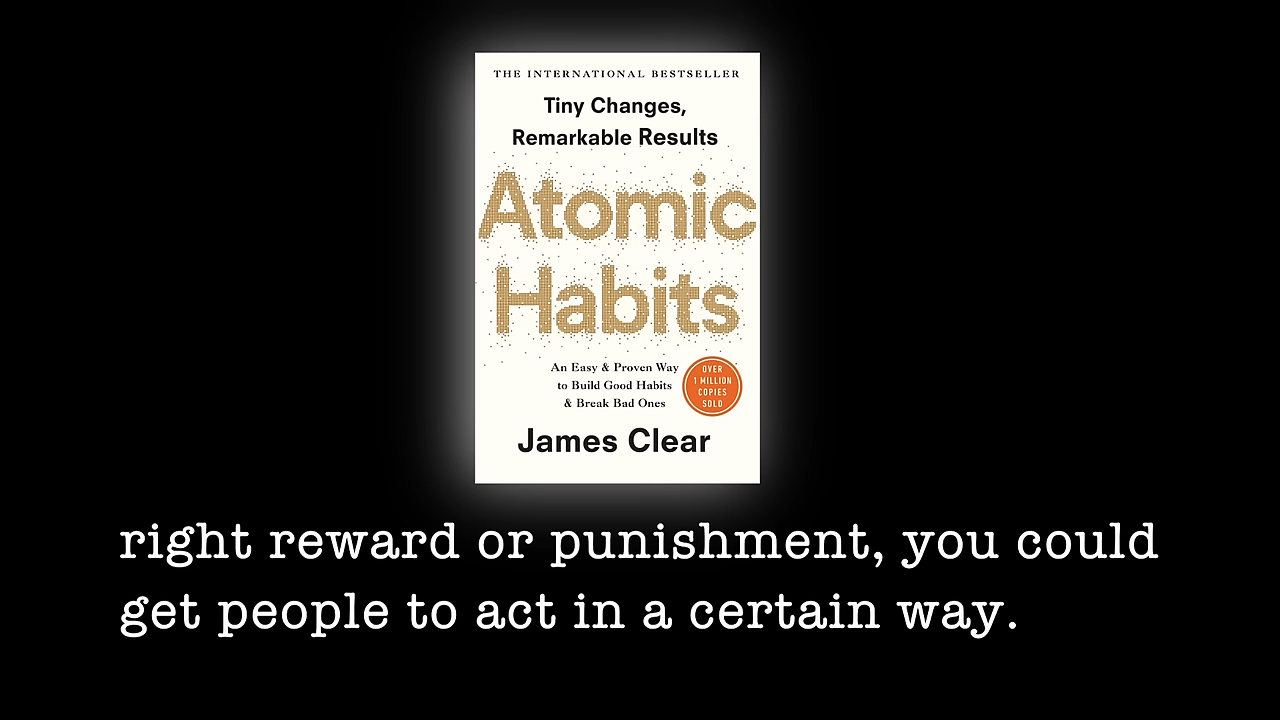 THE INTERNATIONAL BESTSELLER
Tiny Changes,
Remarkable Results
Atomic
Habits
An Easy & Proven Way
to Build Good Habits
& Break Bad Ones
OVER
1 MILLION
COPIES
SOLD
James Clear
right reward or punishment, you could
get people to act in a certain way.